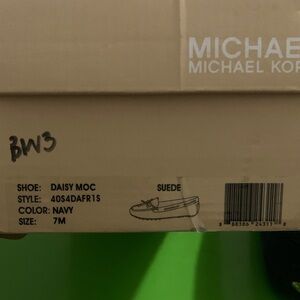 MICHAE
MICHAEL KOR
BW3
SHOE: DAISY MOC SUEDE
STYLE: 40S4DAFR1S
COLOR: NAVY
SIZE: 7M